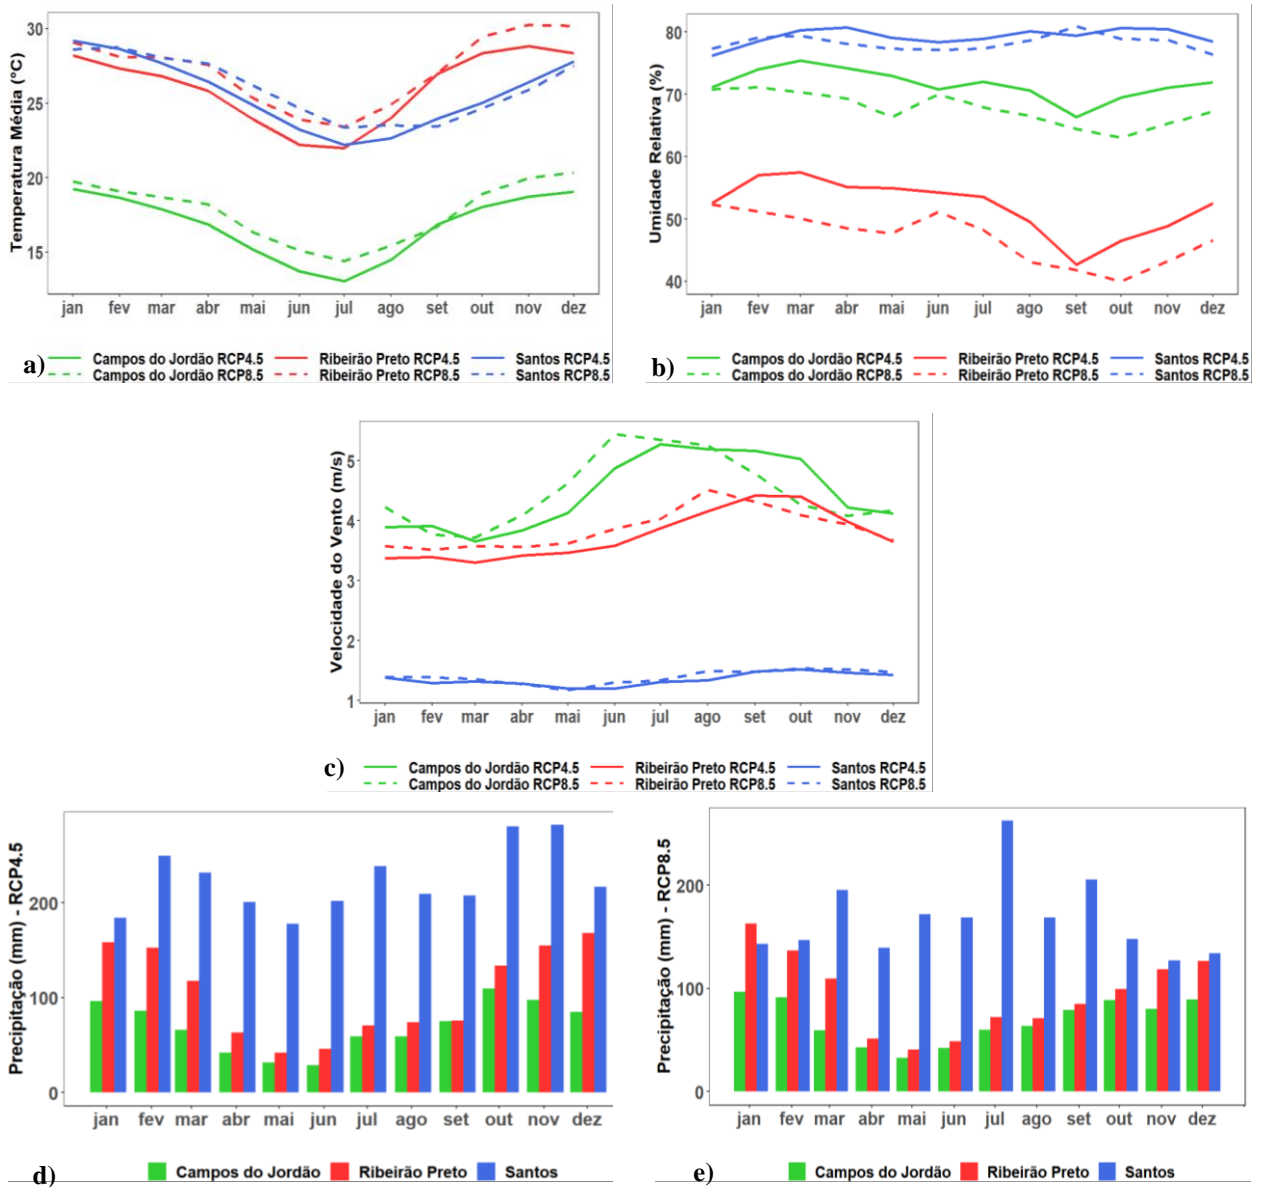 Temperatura Média (°C)
30
25
20
15
jan fev mar abr mai jun jul ago set out nov dez
a)
Campos do Jordão RCP4.5 Ribeirão Preto RCP4.5 Santos RCP4.5
Campos do Jordão RCP8.5 Ribeirão Preto RCP8.5 Santos RCP8.5
Umidade Relativa (%)
80
70
60
50
40
jan fev mar abr mai jun jul ago set out nov dez
b)
Campos do Jordão RCP4.5 Ribeirão Preto RCP4.5 Santos RCP4.5
Campos do Jordão RCP8.5 Ribeirão Preto RCP8.5 Santos RCP8.5
Velocidade do Vento (m/s)
5
4
3
2
1
jan fev mar abr mai jun jul ago set out nov dez
c)
Campos do Jordão RCP4.5 Ribeirão Preto RCP4.5 Santos RCP4.5
Campos do Jordão RCP8.5 Ribeirão Preto RCP8.5 Santos RCP8.5
Precipitação (mm) - RCP4.5
200
100
0
jan fev mar abr mai jun jul ago set out nov dez
d)
Campos do Jordão Ribeirão Preto Santos
Precipitação (mm) - RCP8.5
200
100
0
jan fev mar abr mai jun jul ago set out nov dez
e)
Campos do Jordão Ribeirão Preto Santos